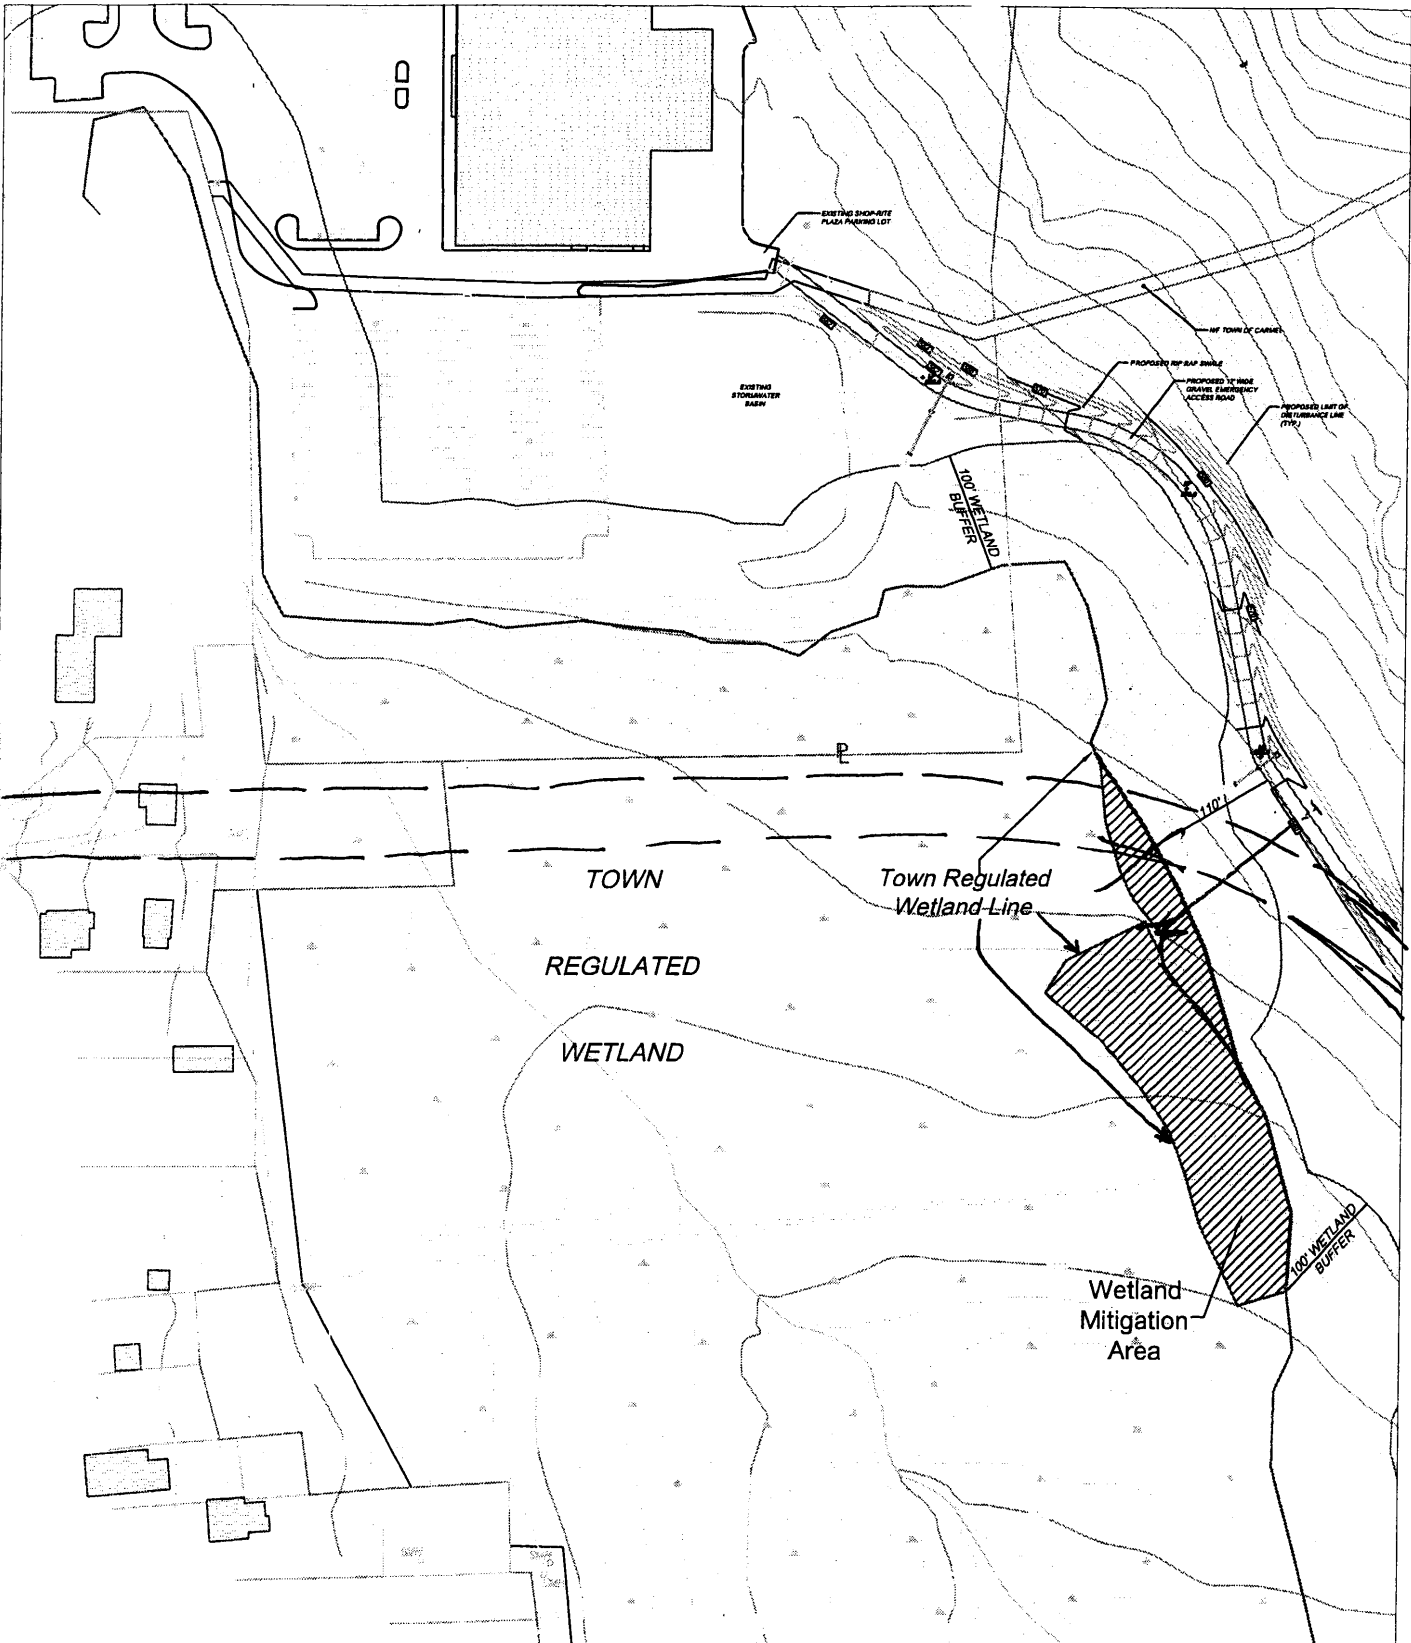 EXISTING SHOP-RITE
PLAZA PARKING LOT
N/F TOWN OF CARMEL
PROPOSED RIP RAP SWALE
PROPOSED 12' WIDE
GRAVEL EMERGENCY
ACCESS ROAD
PROPOSED LIMIT OF
DISTURBANCE LINE
(TYP.)
EXISTING
STORMWATER
BASIN
100' WETLAND
BUFFER
PL
110'
TOWN
REGULATED
WETLAND
Town Regulated
Wetland Line
100' WETLAND
BUFFER
Wetland
Mitigation
Area